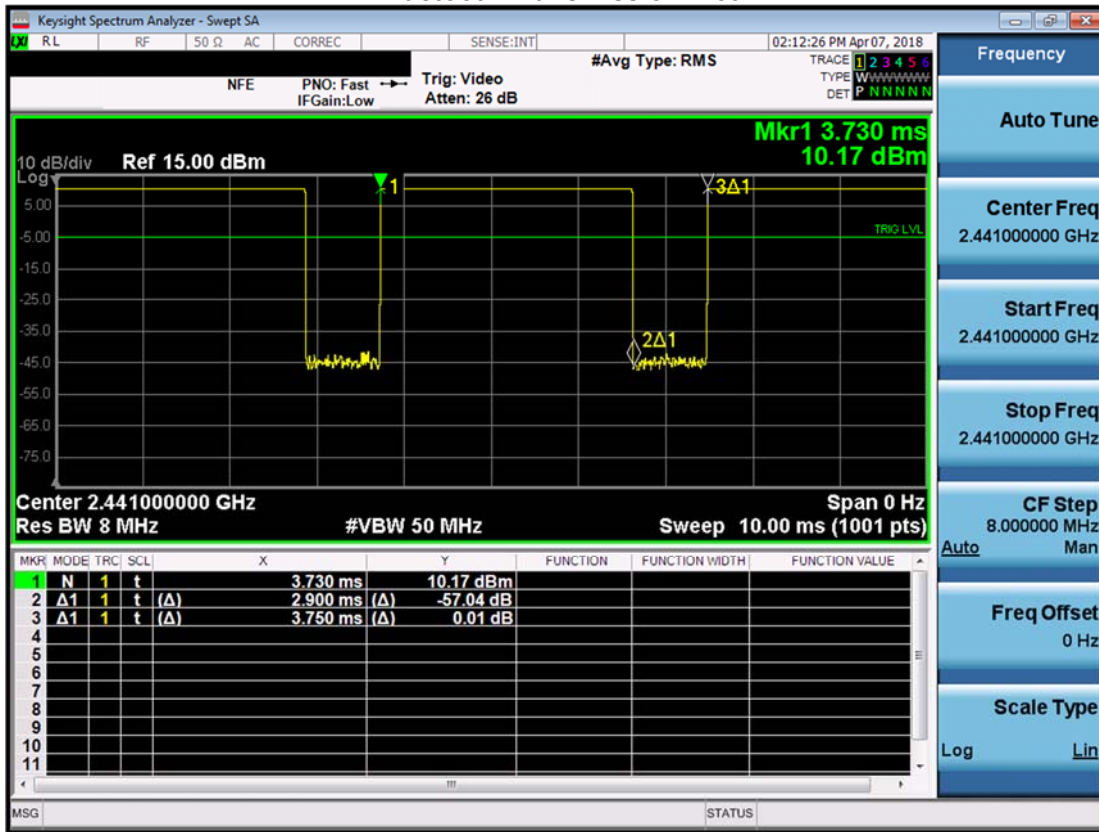 Keysight Spectrum Analyzer - Swept SA
LXI RL RF 50 Ω AC CORREC SENSE:INT 02:12:26 PM Apr 07, 2018
#Avg Type: RMS TRACE 1 2 3 4 5 6
NFE PNO: Fast Trig: Video TYPE WWWWWW
IFGain:Low Atten: 26 dB DET P N N N N N
Mkr1 3.730 ms
10.17 dBm
10 dB/div Ref 15.00 dBm
Log
1 3Δ1
5.00
-5.00 TRIG LVL
-15.0
-25.0
-35.0
2Δ1
-45.0
-55.0
-65.0
-75.0
Center 2.441000000 GHz Span 0 Hz
Res BW 8 MHz #VBW 50 MHz Sweep 10.00 ms (1001 pts)
MKR MODE TRC SCL X Y FUNCTION FUNCTION WIDTH FUNCTION VALUE
1 N 1 t 3.730 ms 10.17 dBm
2 Δ1 1 t (Δ) 2.900 ms (Δ) -57.04 dB
3 Δ1 1 t (Δ) 3.750 ms (Δ) 0.01 dB
4
5
6
7
8
9
10
11
MSG STATUS
Frequency
Auto Tune
Center Freq
2.441000000 GHz
Start Freq
2.441000000 GHz
Stop Freq
2.441000000 GHz
CF Step
8.000000 MHz
Auto Man
Freq Offset
0 Hz
Scale Type
Log Lin